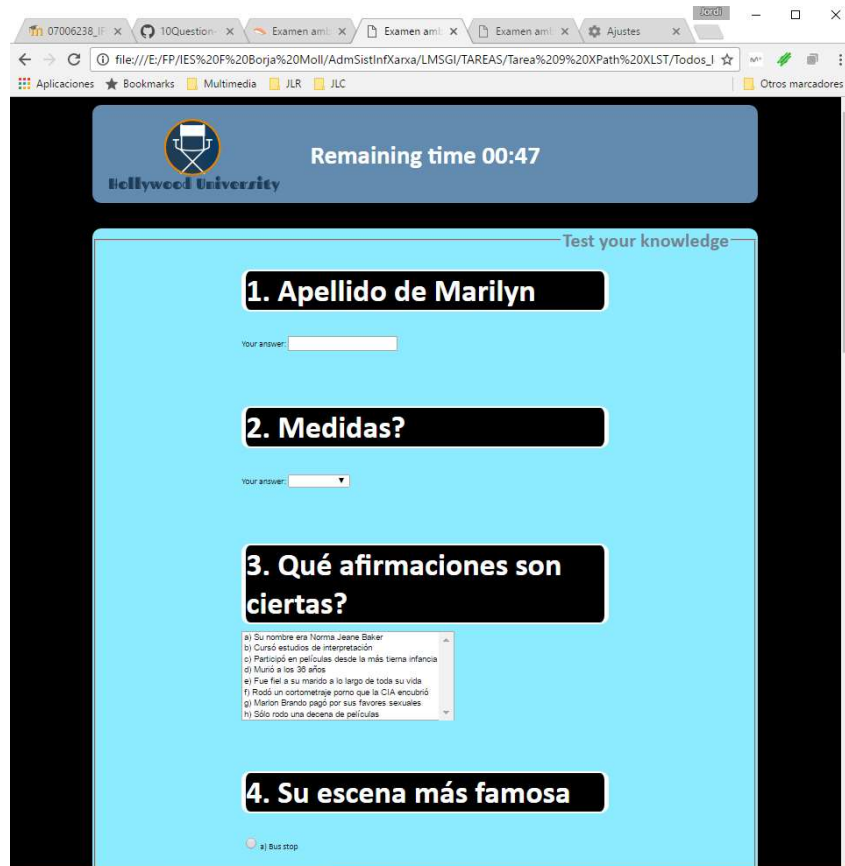 Jordi
07006238_IF
10Question-
Examen amb
Examen amb
Examen amb
Ajustes
file:///E:/FP/IES%20F%20Borja%20Moll/AdmSistInfXarxa/LMSGI/TAREAS/Tarea%209%20XPath%20XLST/Todos_l
Aplicaciones Bookmarks Multimedia JLR JLC Otros marcadores
Remaining time 00:47
Hollywood University
Test your knowledge
1. Apellido de Marilyn
Your answer:
2. Medidas?
Your answer:
3. Qué afirmaciones son
ciertas?
a) Su nombre era Norma Jeane Baker
b) Cursó estudios de interpretación
c) Participó en películas desde la más tierna infancia
d) Murió a los 36 años
e) Fue fiel a su marido a lo largo de toda su vida
f) Rodó un cortometraje porno que la CIA encubrió
g) Marlon Brando pagó por sus favores sexuales
h) Sólo rodo una decena de películas
4. Su escena más famosa
a) Bus stop